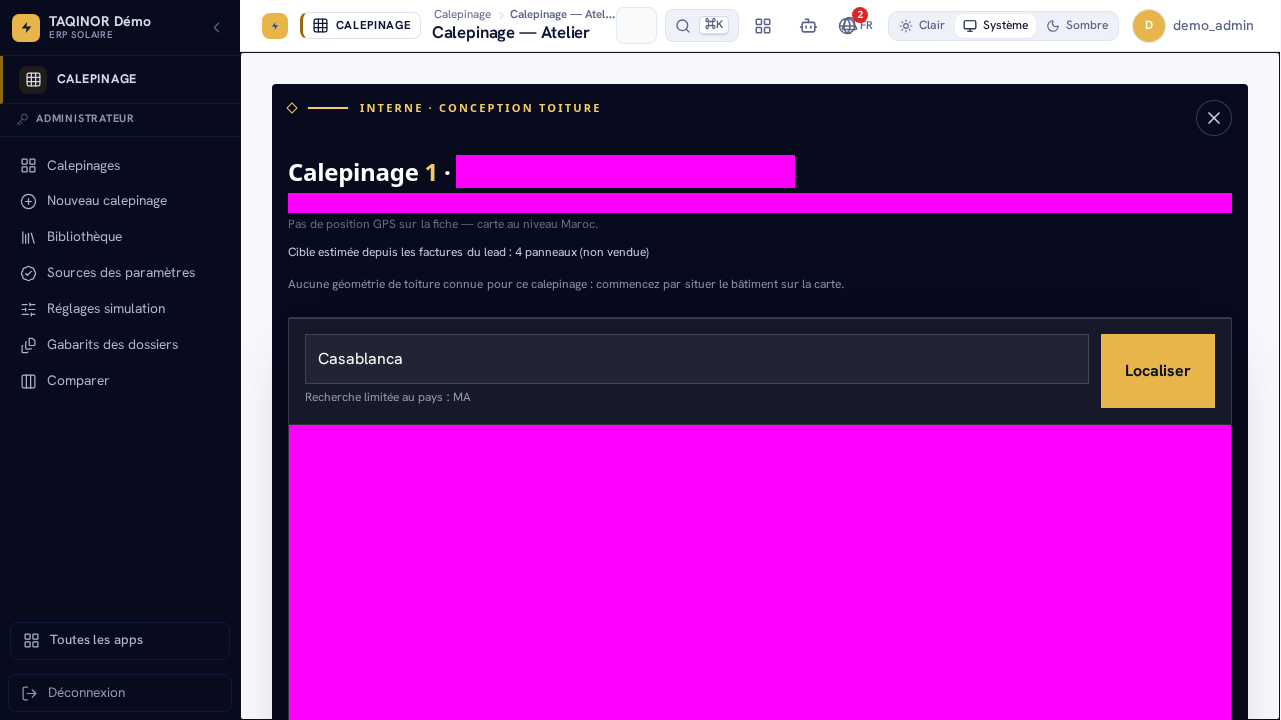 TAQINOR Démo
ERP SOLAIRE
CALEPINAGE
ADMINISTRATEUR
Calepinages
Nouveau calepinage
Bibliothèque
Sources des paramètres
Réglages simulation
Gabarits des dossiers
Comparer
Toutes les apps
Déconnexion
CALEPINAGE
Calepinage > Calepinage — Atel...
Calepinage — Atelier
⌘K
2
FR
Clair
Système
Sombre
D
demo_admin
INTERNE · CONCEPTION TOITURE
Calepinage 1 ·
Pas de position GPS sur la fiche — carte au niveau Maroc.
Cible estimée depuis les factures du lead : 4 panneaux (non vendue)
Aucune géométrie de toiture connue pour ce calepinage : commencez par situer le bâtiment sur la carte.
Casablanca
Localiser
Recherche limitée au pays : MA